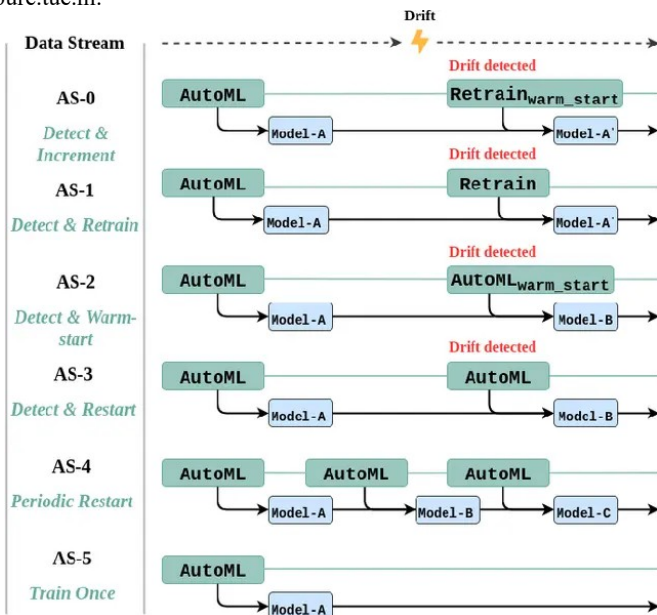 Drift
Data Stream
Drift detected
AS-0
AutoML
Retrainwarm_start
Detect &
Increment
Model-A
Model-A'
Drift detected
AS-1
AutoML
Retrain
Detect & Retrain
Model-A
Model-A'
Drift detected
AS-2
AutoML
AutoMLwarm_start
Detect & Warm-
start
Model-A
Model-B
Drift detected
AS-3
AutoML
AutoML
Detect & Restart
Model-A
Model-B
AS-4
AutoML
AutoML
AutoML
Periodic Restart
Model-A
Model-B
Model-C
AS-5
AutoML
Train Once
Model-A